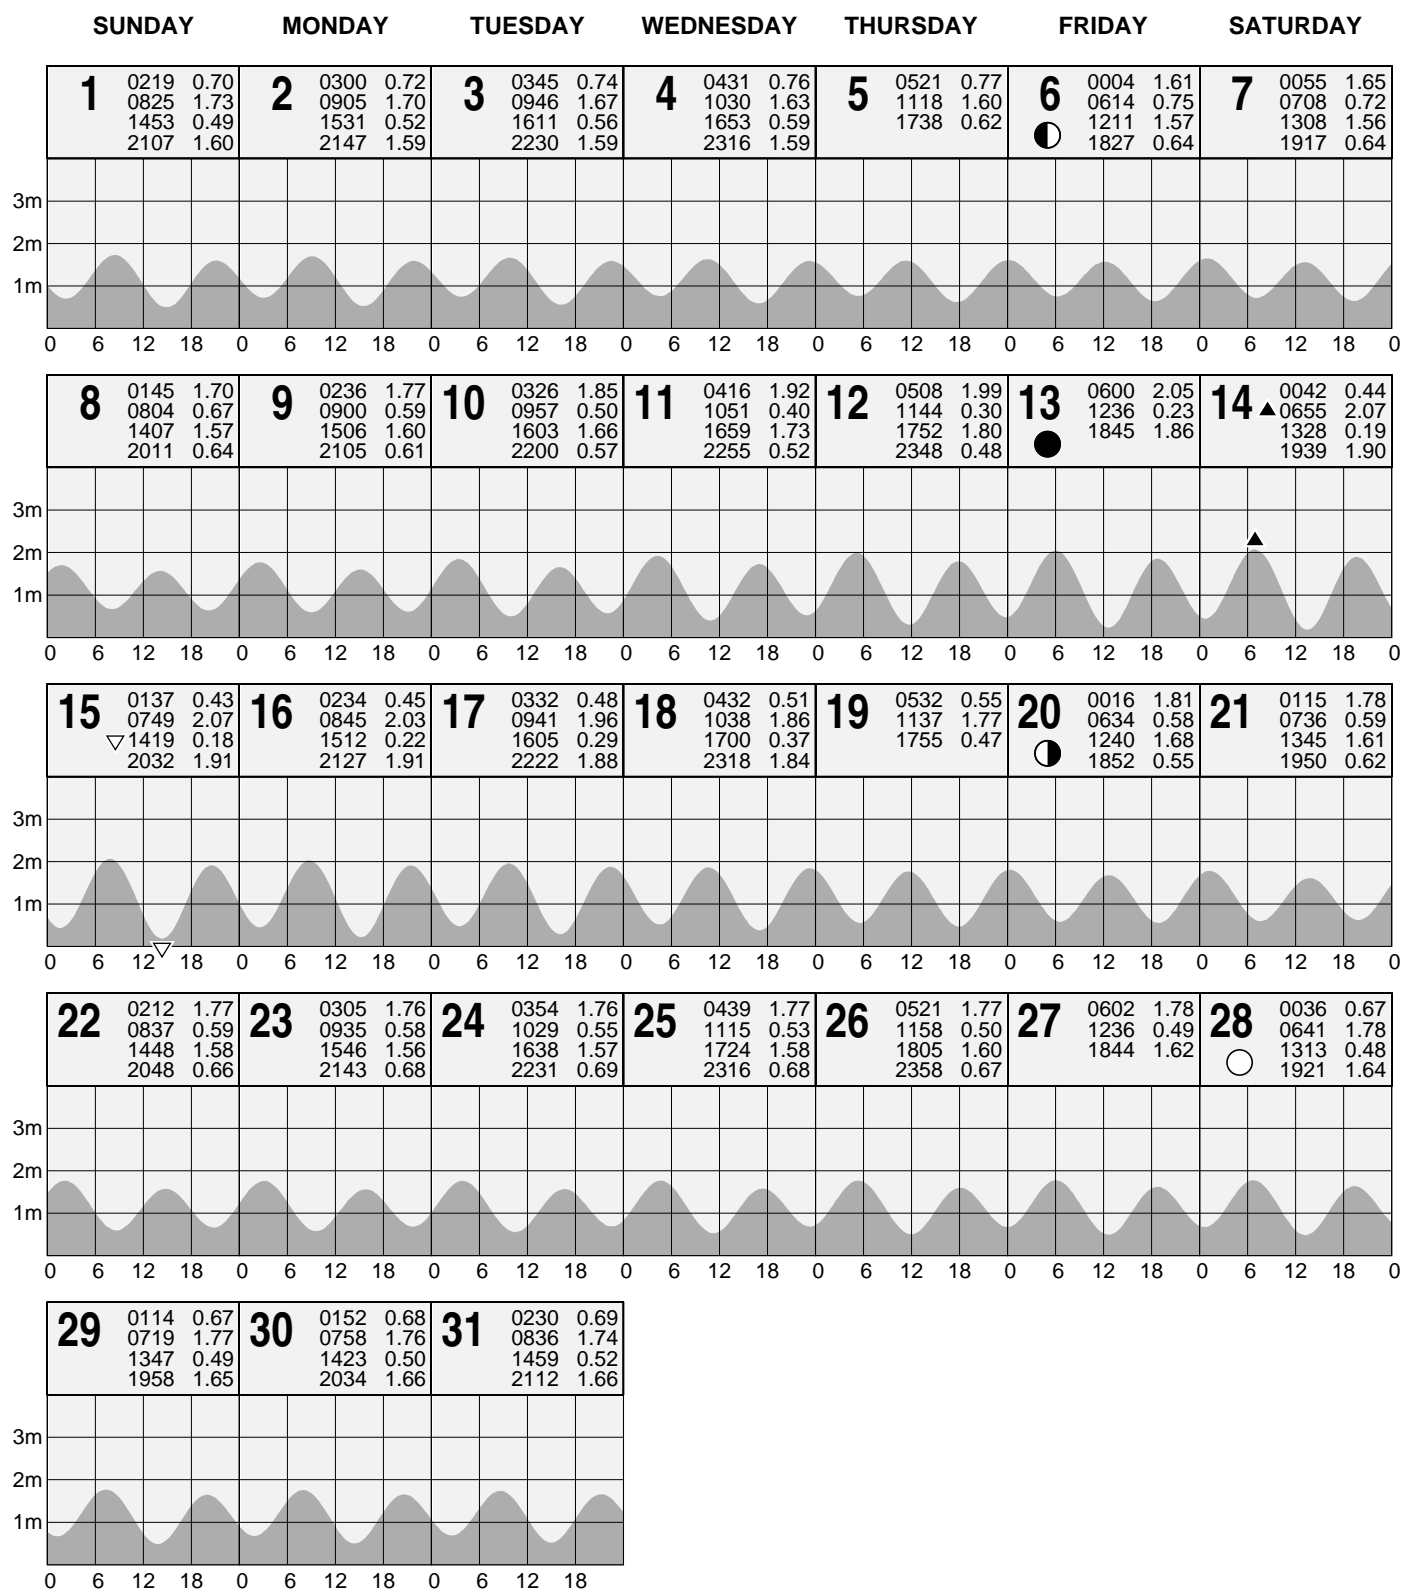 SUNDAY MONDAY TUESDAY WEDNESDAY THURSDAY FRIDAY SATURDAY
1 0219 0.70 2 0300 0.72 3 0345 0.74 4 0431 0.76 5 0521 0.77 6 0004 1.61 7 0055 1.65
0825 1.73 0905 1.70 0946 1.67 1030 1.63 1118 1.60 0614 0.75 0708 0.72
1453 0.49 1531 0.52 1611 0.56 1653 0.59 1738 0.62 1211 1.57 1308 1.56
2107 1.60 2147 1.59 2230 1.59 2316 1.59 1827 0.64 1917 0.64
3m
2m
1m
0 6 12 18 0 6 12 18 0 6 12 18 0 6 12 18 0 6 12 18 0 6 12 18 0 6 12 18 0
8 0145 1.70 9 0236 1.77 10 0326 1.85 11 0416 1.92 12 0508 1.99 13 0600 2.05 14 0042 0.44
0804 0.67 0900 0.59 0957 0.50 1051 0.40 1144 0.30 1236 0.23 0655 2.07
1407 1.57 1506 1.60 1603 1.66 1659 1.73 1752 1.80 1845 1.86 1328 0.19
2011 0.64 2105 0.61 2200 0.57 2255 0.52 2348 0.48 1939 1.90
3m
2m
1m
0 6 12 18 0 6 12 18 0 6 12 18 0 6 12 18 0 6 12 18 0 6 12 18 0 6 12 18 0
15 0137 0.43 16 0234 0.45 17 0332 0.48 18 0432 0.51 19 0532 0.55 20 0016 1.81 21 0115 1.78
0749 2.07 0845 2.03 0941 1.96 1038 1.86 1137 1.77 0634 0.58 0736 0.59
1419 0.18 1512 0.22 1605 0.29 1700 0.37 1755 0.47 1240 1.68 1345 1.61
2032 1.91 2127 1.91 2222 1.88 2318 1.84 1852 0.55 1950 0.62
3m
2m
1m
0 6 12 18 0 6 12 18 0 6 12 18 0 6 12 18 0 6 12 18 0 6 12 18 0 6 12 18 0
22 0212 1.77 23 0305 1.76 24 0354 1.76 25 0439 1.77 26 0521 1.77 27 0602 1.78 28 0036 0.67
0837 0.59 0935 0.58 1029 0.55 1115 0.53 1158 0.50 1236 0.49 0641 1.78
1448 1.58 1546 1.56 1638 1.57 1724 1.58 1805 1.60 1844 1.62 1313 0.48
2048 0.66 2143 0.68 2231 0.69 2316 0.68 2358 0.67 1921 1.64
3m
2m
1m
0 6 12 18 0 6 12 18 0 6 12 18 0 6 12 18 0 6 12 18 0 6 12 18 0 6 12 18 0
29 0114 0.67 30 0152 0.68 31 0230 0.69
0719 1.77 0758 1.76 0836 1.74
1347 0.49 1423 0.50 1459 0.52
1958 1.65 2034 1.66 2112 1.66
3m
2m
1m
0 6 12 18 0 6 12 18 0 6 12 18